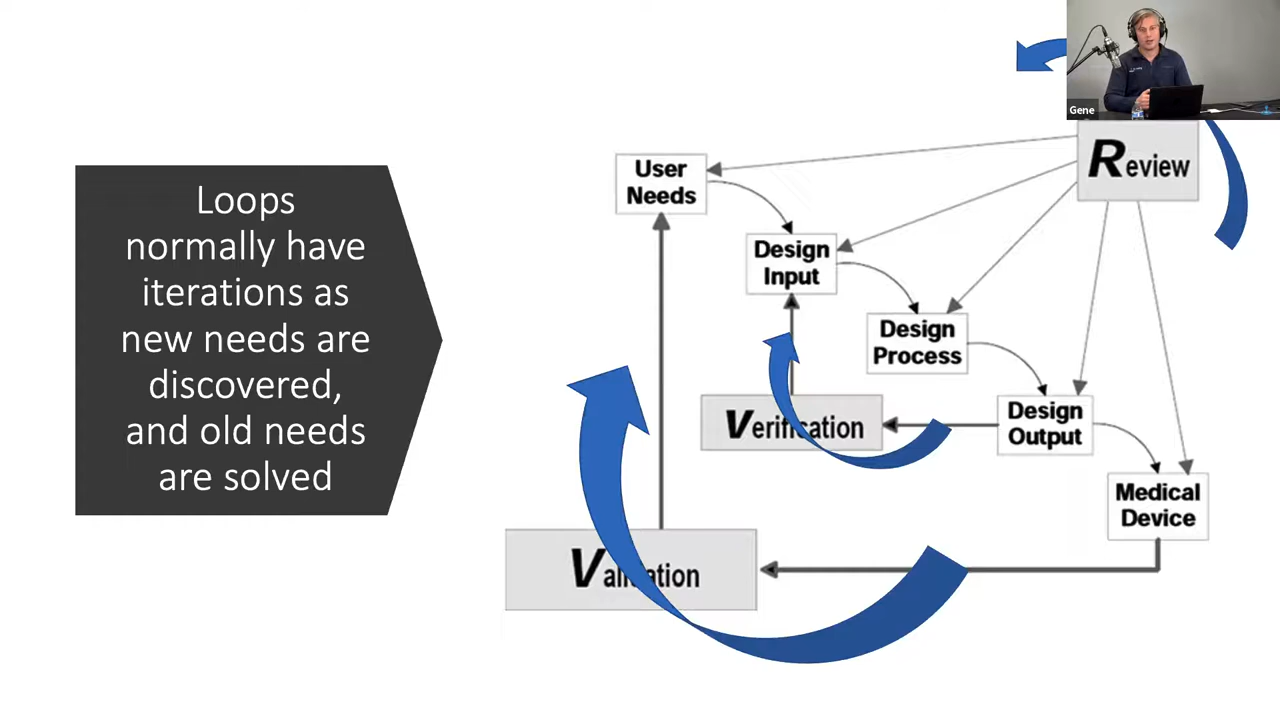 Loops
normally have
iterations as
new needs are
discovered,
and old needs
are solved
Gene
Review
User
Needs
Design
Input
Design
Process
Verification
Design
Output
Medical
Device
Validation